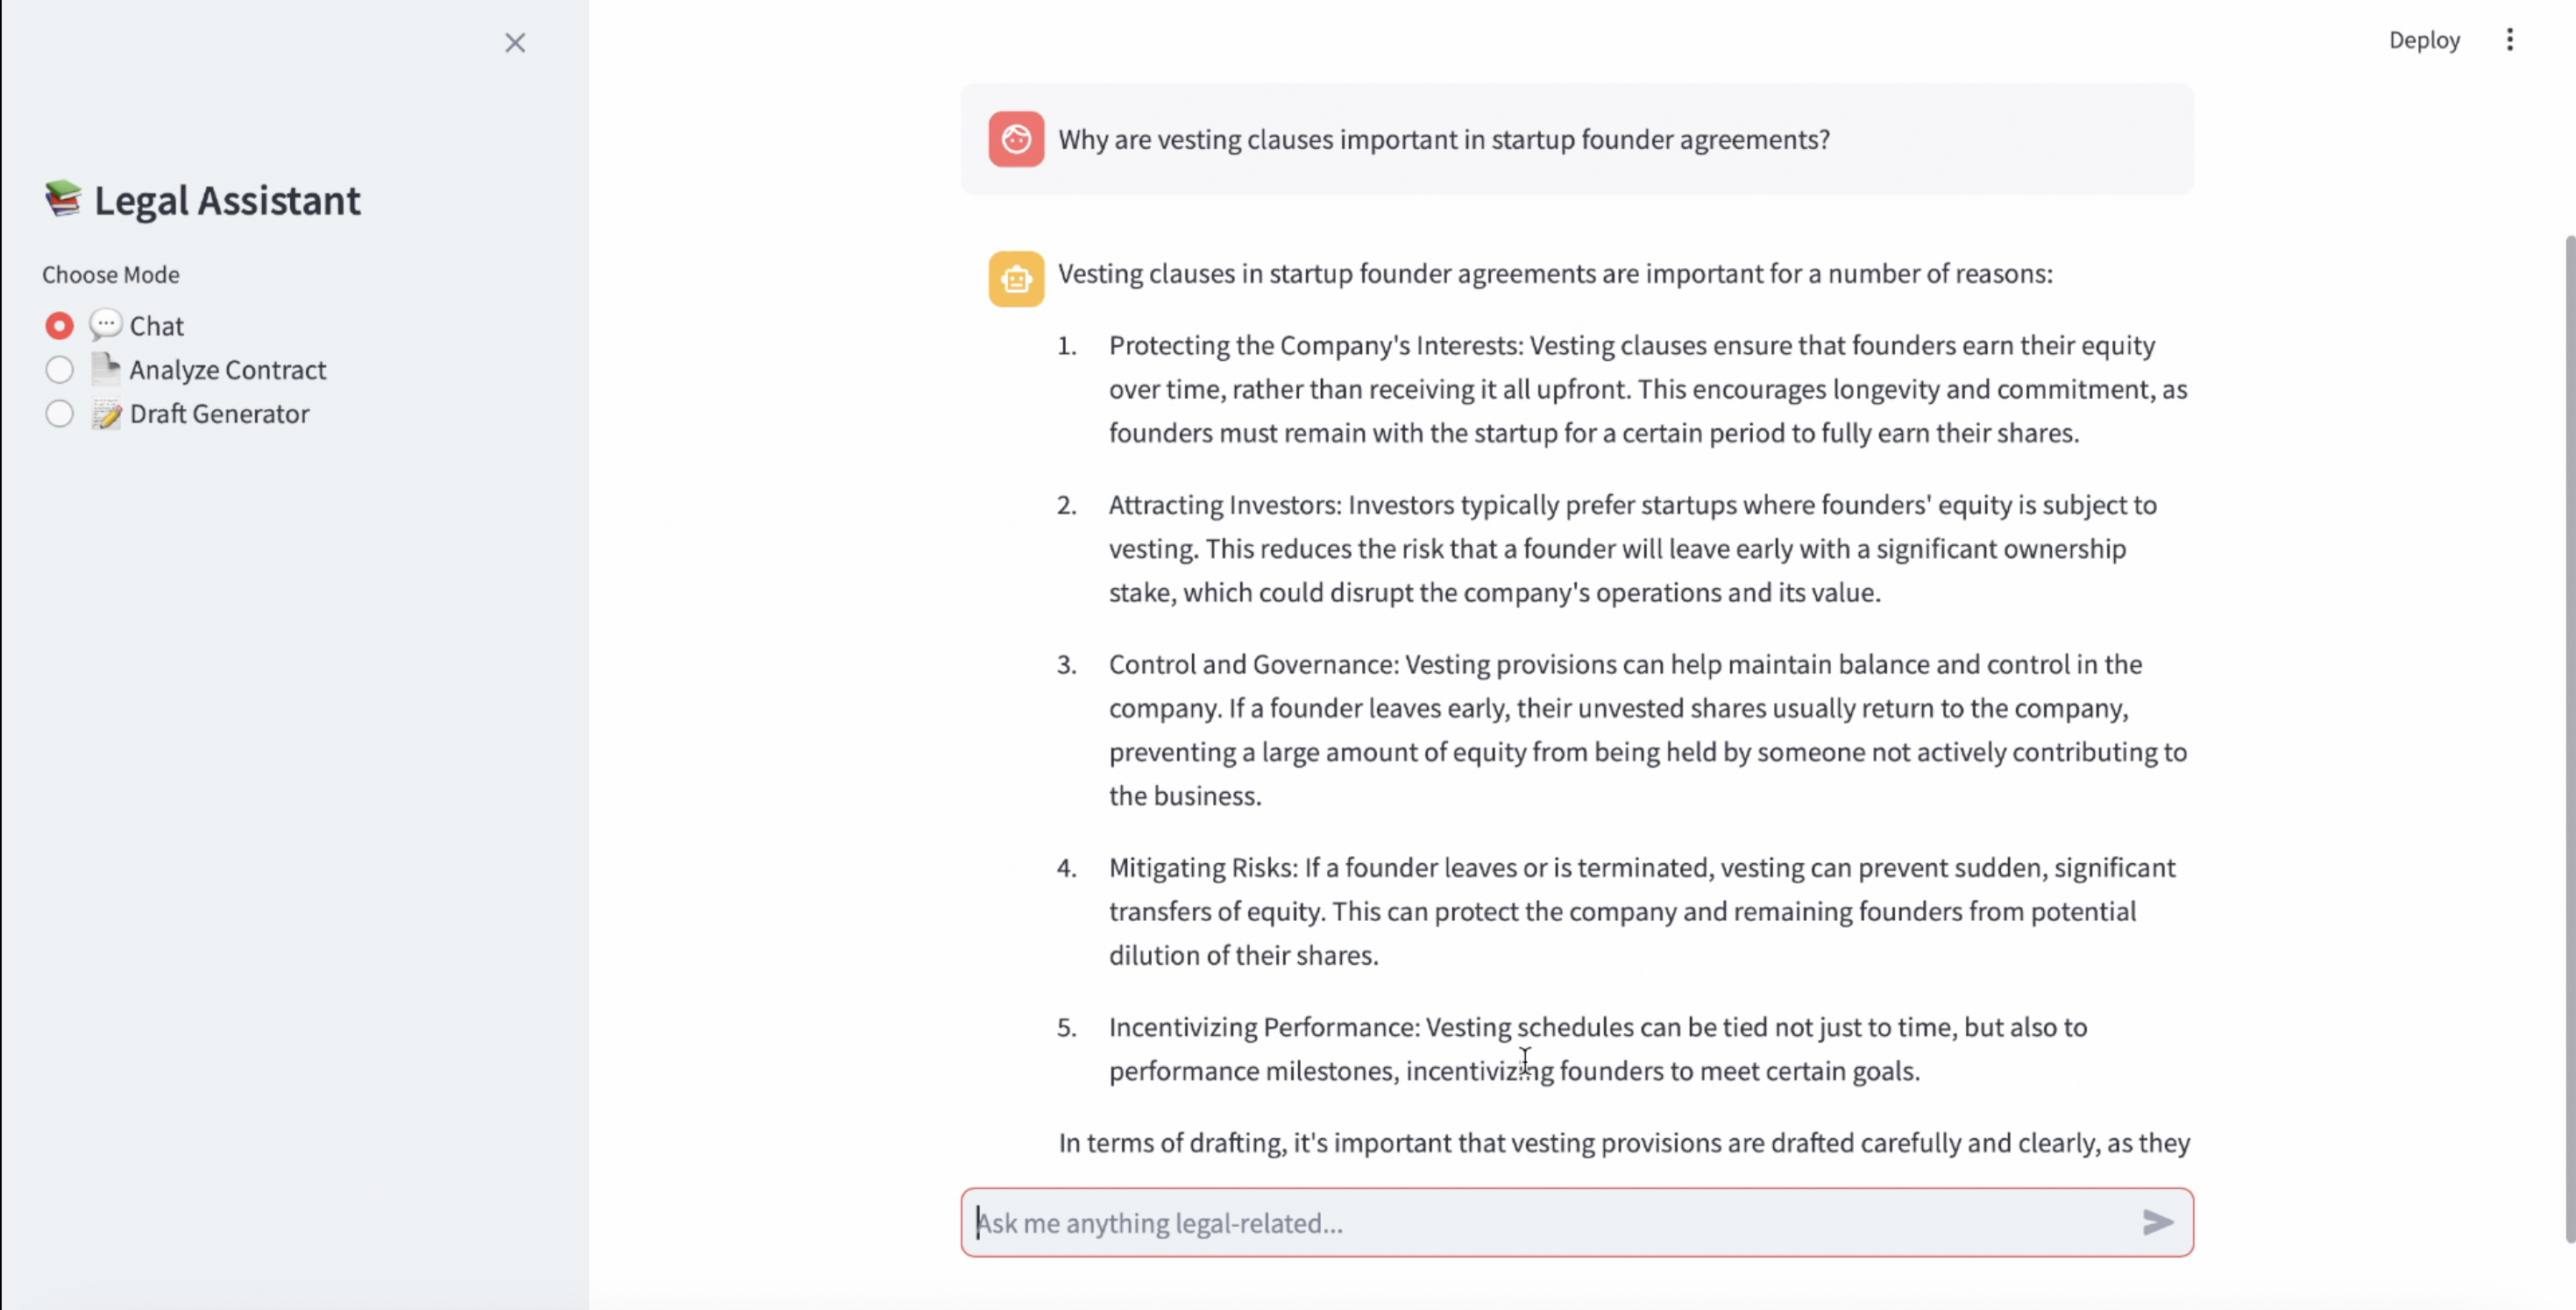 Deploy
Legal Assistant
Choose Mode
Chat
Analyze Contract
Draft Generator
Why are vesting clauses important in startup founder agreements?
Vesting clauses in startup founder agreements are important for a number of reasons:
1. Protecting the Company's Interests: Vesting clauses ensure that founders earn their equity
over time, rather than receiving it all upfront. This encourages longevity and commitment, as
founders must remain with the startup for a certain period to fully earn their shares.
2. Attracting Investors: Investors typically prefer startups where founders' equity is subject to
vesting. This reduces the risk that a founder will leave early with a significant ownership
stake, which could disrupt the company's operations and its value.
3. Control and Governance: Vesting provisions can help maintain balance and control in the
company. If a founder leaves early, their unvested shares usually return to the company,
preventing a large amount of equity from being held by someone not actively contributing to
the business.
4. Mitigating Risks: If a founder leaves or is terminated, vesting can prevent sudden, significant
transfers of equity. This can protect the company and remaining founders from potential
dilution of their shares.
5. Incentivizing Performance: Vesting schedules can be tied not just to time, but also to
performance milestones, incentivizing founders to meet certain goals.
In terms of drafting, it's important that vesting provisions are drafted carefully and clearly, as they
Ask me anything legal-related...